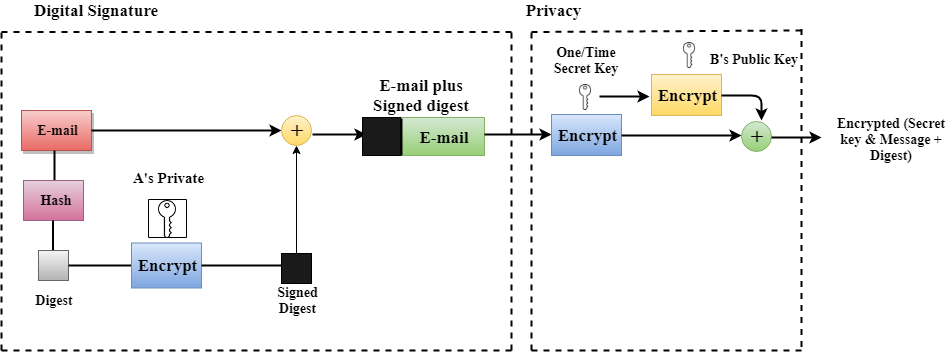 Digital Signature
Privacy
One/Time
Secret Key
B's Public Key
E-mail plus
Signed digest
Encrypt
E-mail
+
E-mail
Encrypt
+
Encrypted (Secret
key & Message +
Digest)
Hash
A's Private
Encrypt
Digest
Signed
Digest